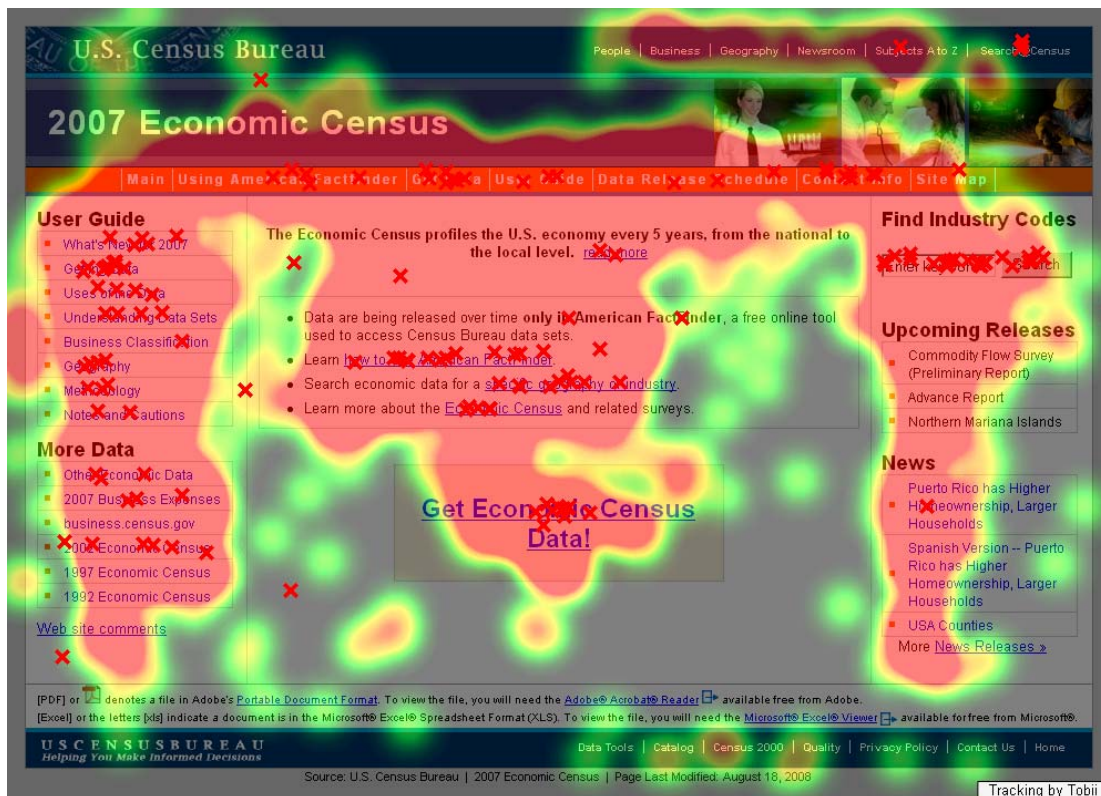 U.S. Census Bureau
People | Business | Geography | Newsroom | Subjects A to Z | Search Census
2007 Economic Census
Main | Using American Factfinder | Get Data | User Guide | Data Release Schedule | Contact Info | Site Map
User Guide
What's New for 2007
Getting Data
Uses of the Data
Understanding Data Sets
Business Classification
Geography
Methodology
Notes and Cautions
More Data
Other Economic Data
2007 Business Expenses
business.census.gov
2002 Economic Census
1997 Economic Census
1992 Economic Census
Web site comments
The Economic Census profiles the U.S. economy every 5 years, from the national to
the local level. read more
Data are being released over time only in American FactFinder, a free online tool
used to access Census Bureau data sets.
Learn how to use American Factfinder.
Search economic data for a specific geography or industry.
Learn more about the Economic Census and related surveys.
Get Economic Census
Data!
Find Industry Codes
Enter keyword Search
Upcoming Releases
Commodity Flow Survey
(Preliminary Report)
Advance Report
Northern Mariana Islands
News
Puerto Rico has Higher
Homeownership, Larger
Households
Spanish Version -- Puerto
Rico has Higher
Homeownership, Larger
Households
USA Counties
More News Releases »
[PDF] or denotes a file in Adobe's Portable Document Format. To view the file, you will need the Adobe® Acrobat® Reader available free from Adobe.
[Excel] or the letters [xls] indicate a document is in the Microsoft® Excel® Spreadsheet Format (XLS). To view the file, you will need the Microsoft® Excel® Viewer available for free from Microsoft®.
USCENSUSBUREAU
Helping You Make Informed Decisions
Data Tools | Catalog | Census 2000 | Quality | Privacy Policy | Contact Us | Home
Source: U.S. Census Bureau | 2007 Economic Census | Page Last Modified: August 18, 2008
Tracking by Tobii